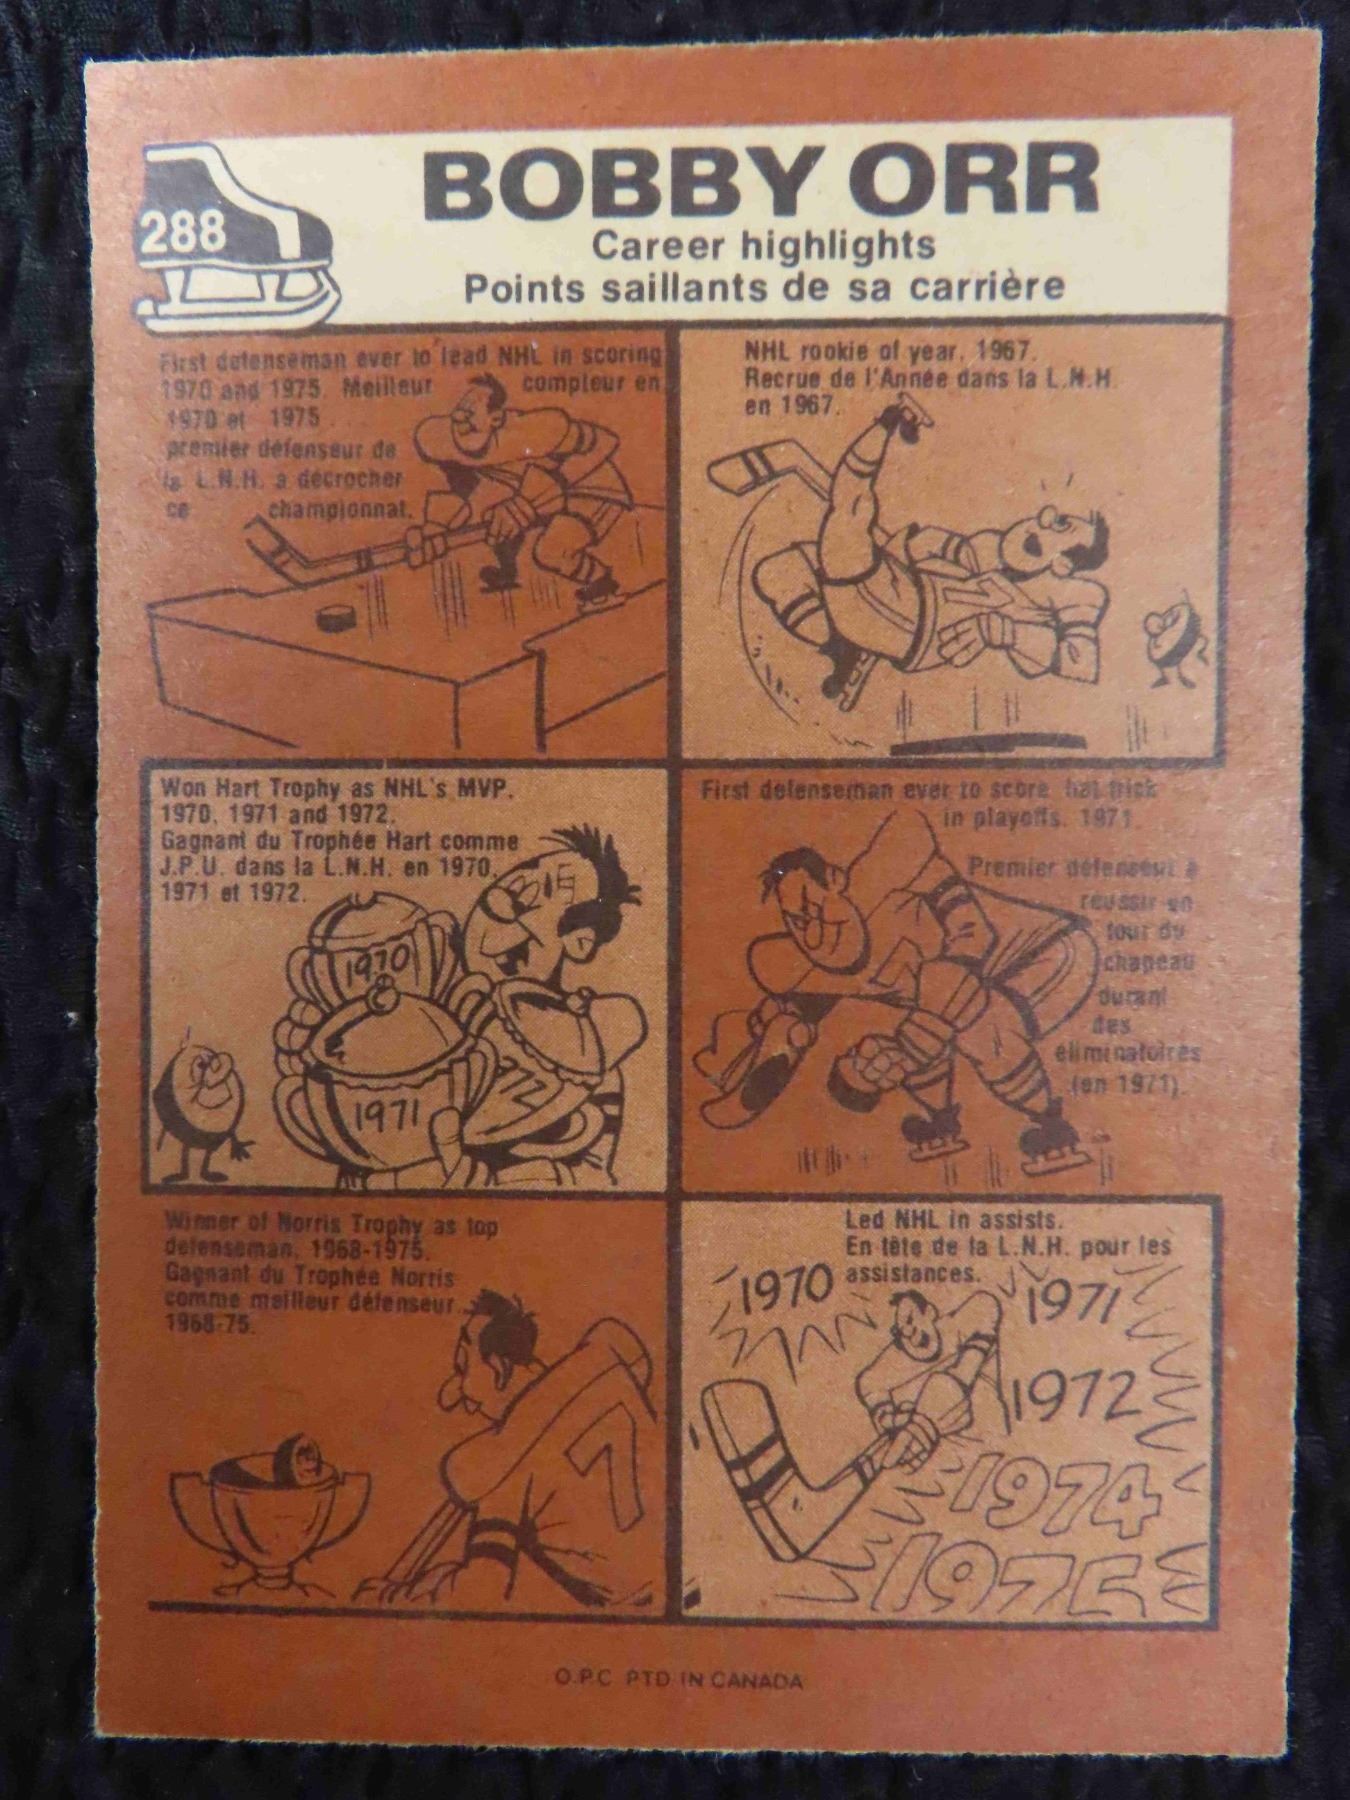 288
BOBBY ORR
Career highlights
Points saillants de sa carrière
First defenseman ever to lead NHL in scoring
1970 and 1975. Meilleur compteur en
1970 et 1975 . . .
premier défenseur de
la L.N.H. a décrocher
ce championnat.
NHL rookie of year, 1967.
Recrue de l'Année dans la L.N.H.
en 1967.
Won Hart Trophy as NHL's MVP.
1970, 1971 and 1972.
Gagnant du Trophée Hart comme
J.P.U. dans la L.N.H. en 1970,
1971 et 1972.
1970
1971
1972
First defenseman ever to score hat trick
in playoffs. 1971.
Premier défenseur à
réussir un
tour du
chapeau
durant
des
éliminatoires
(en 1971).
Winner of Norris Trophy as top
defenseman, 1968-1975.
Gagnant du Trophée Norris
comme meilleur défenseur...
1968-75.
7
Led NHL in assists.
En tête de la L.N.H. pour les
assistances.
1970
1971
1972
1974
1975
O.P.C. PTD. IN CANADA